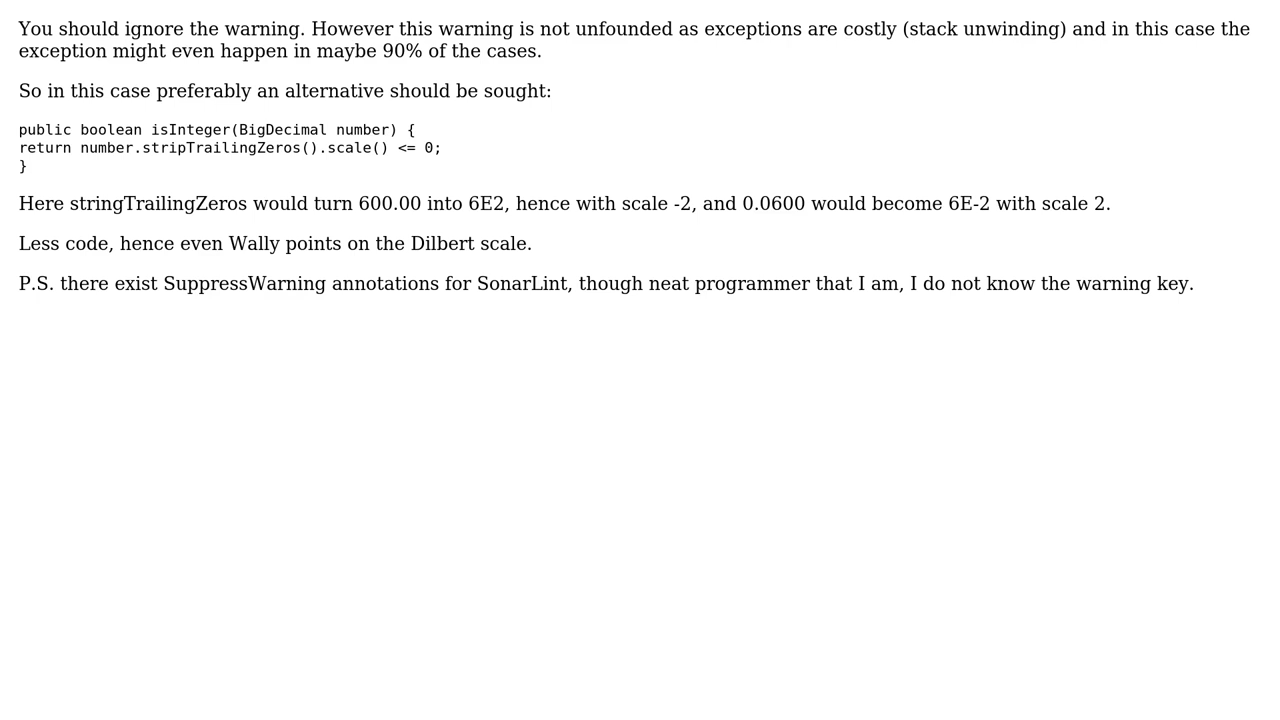 You should ignore the warning. However this warning is not unfounded as exceptions are costly (stack unwinding) and in this case the
exception might even happen in maybe 90% of the cases.
So in this case preferably an alternative should be sought:
public boolean isInteger(BigDecimal number) {
return number.stripTrailingZeros().scale() <= 0;
}
Here stringTrailingZeros would turn 600.00 into 6E2, hence with scale -2, and 0.0600 would become 6E-2 with scale 2.
Less code, hence even Wally points on the Dilbert scale.
P.S. there exist SuppressWarning annotations for SonarLint, though neat programmer that I am, I do not know the warning key.